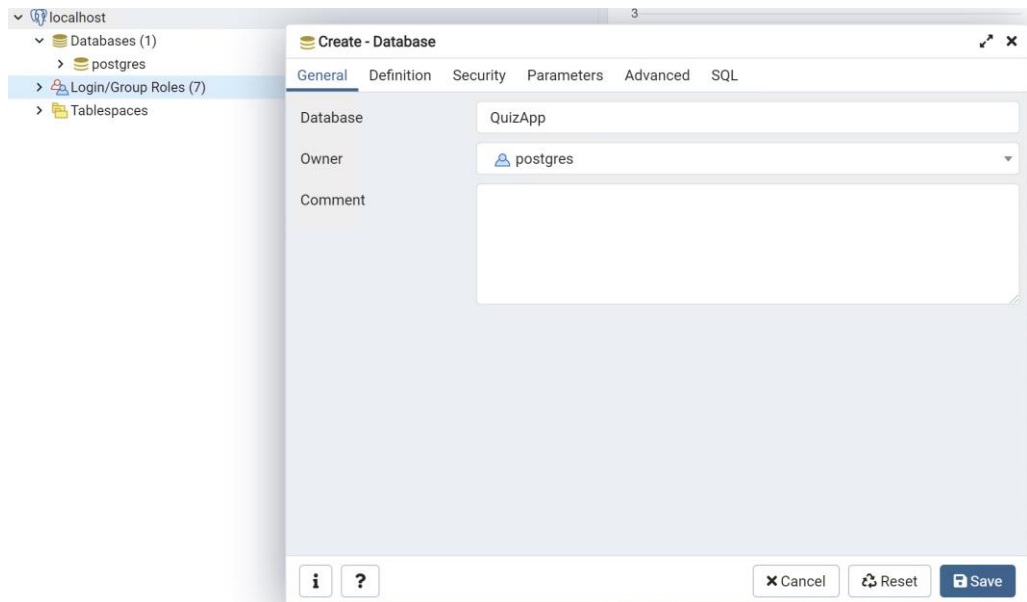 localhost
Databases (1)
postgres
Login/Group Roles (7)
Tablespaces
3
Create - Database
General Definition Security Parameters Advanced SQL
Database QuizApp
Owner postgres
Comment
i ? Cancel Reset Save